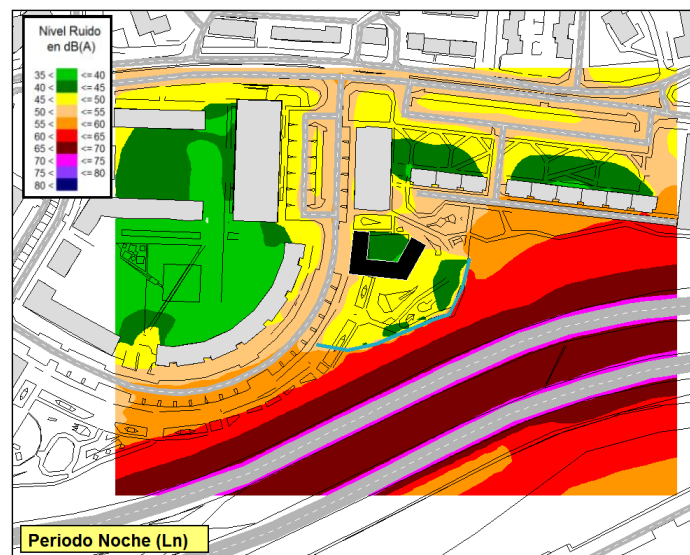 Nivel Ruido
en dB(A)
35 < <= 40
40 < <= 45
45 < <= 50
50 < <= 55
55 < <= 60
60 < <= 65
65 < <= 70
70 < <= 75
75 < <= 80
80 <
Periodo Noche (Ln)